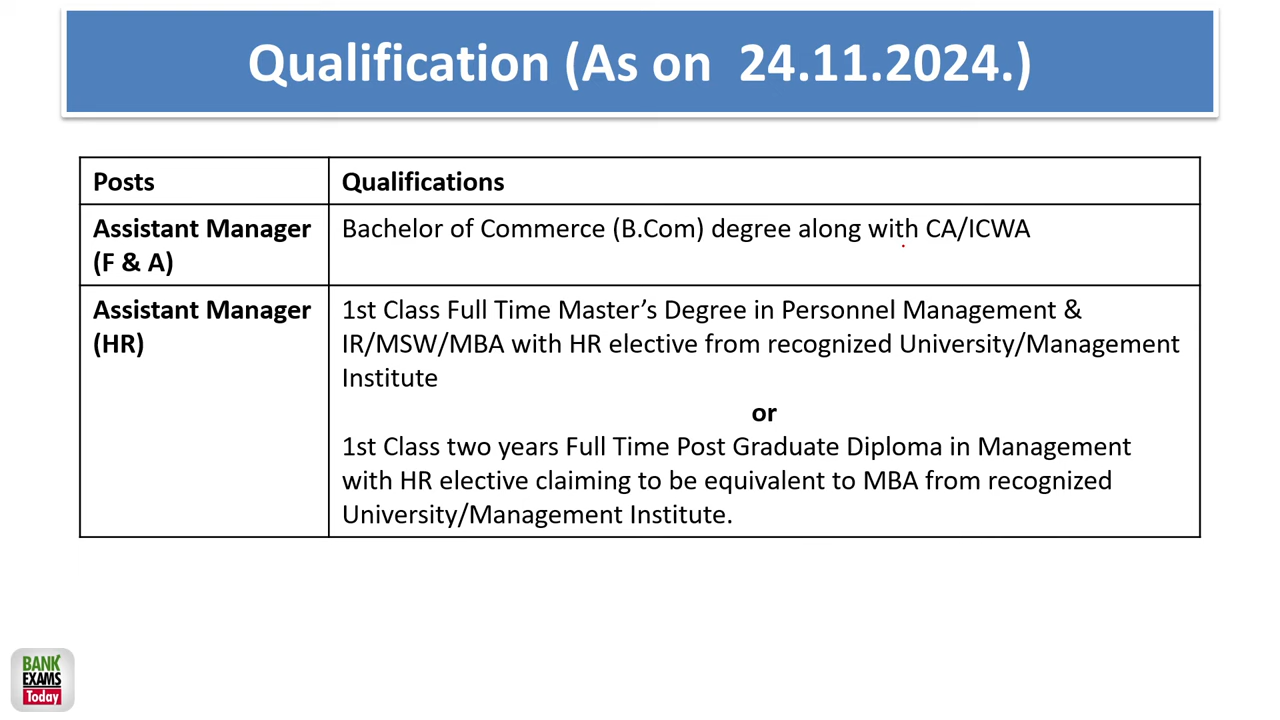 Qualification (As on 24.11.2024.)
Posts
Qualifications
Assistant Manager
(F & A)
Bachelor of Commerce (B.Com) degree along with CA/ICWA
Assistant Manager
(HR)
1st Class Full Time Master’s Degree in Personnel Management &
IR/MSW/MBA with HR elective from recognized University/Management
Institute
or
1st Class two years Full Time Post Graduate Diploma in Management
with HR elective claiming to be equivalent to MBA from recognized
University/Management Institute.
BANK
EXAMS
Today